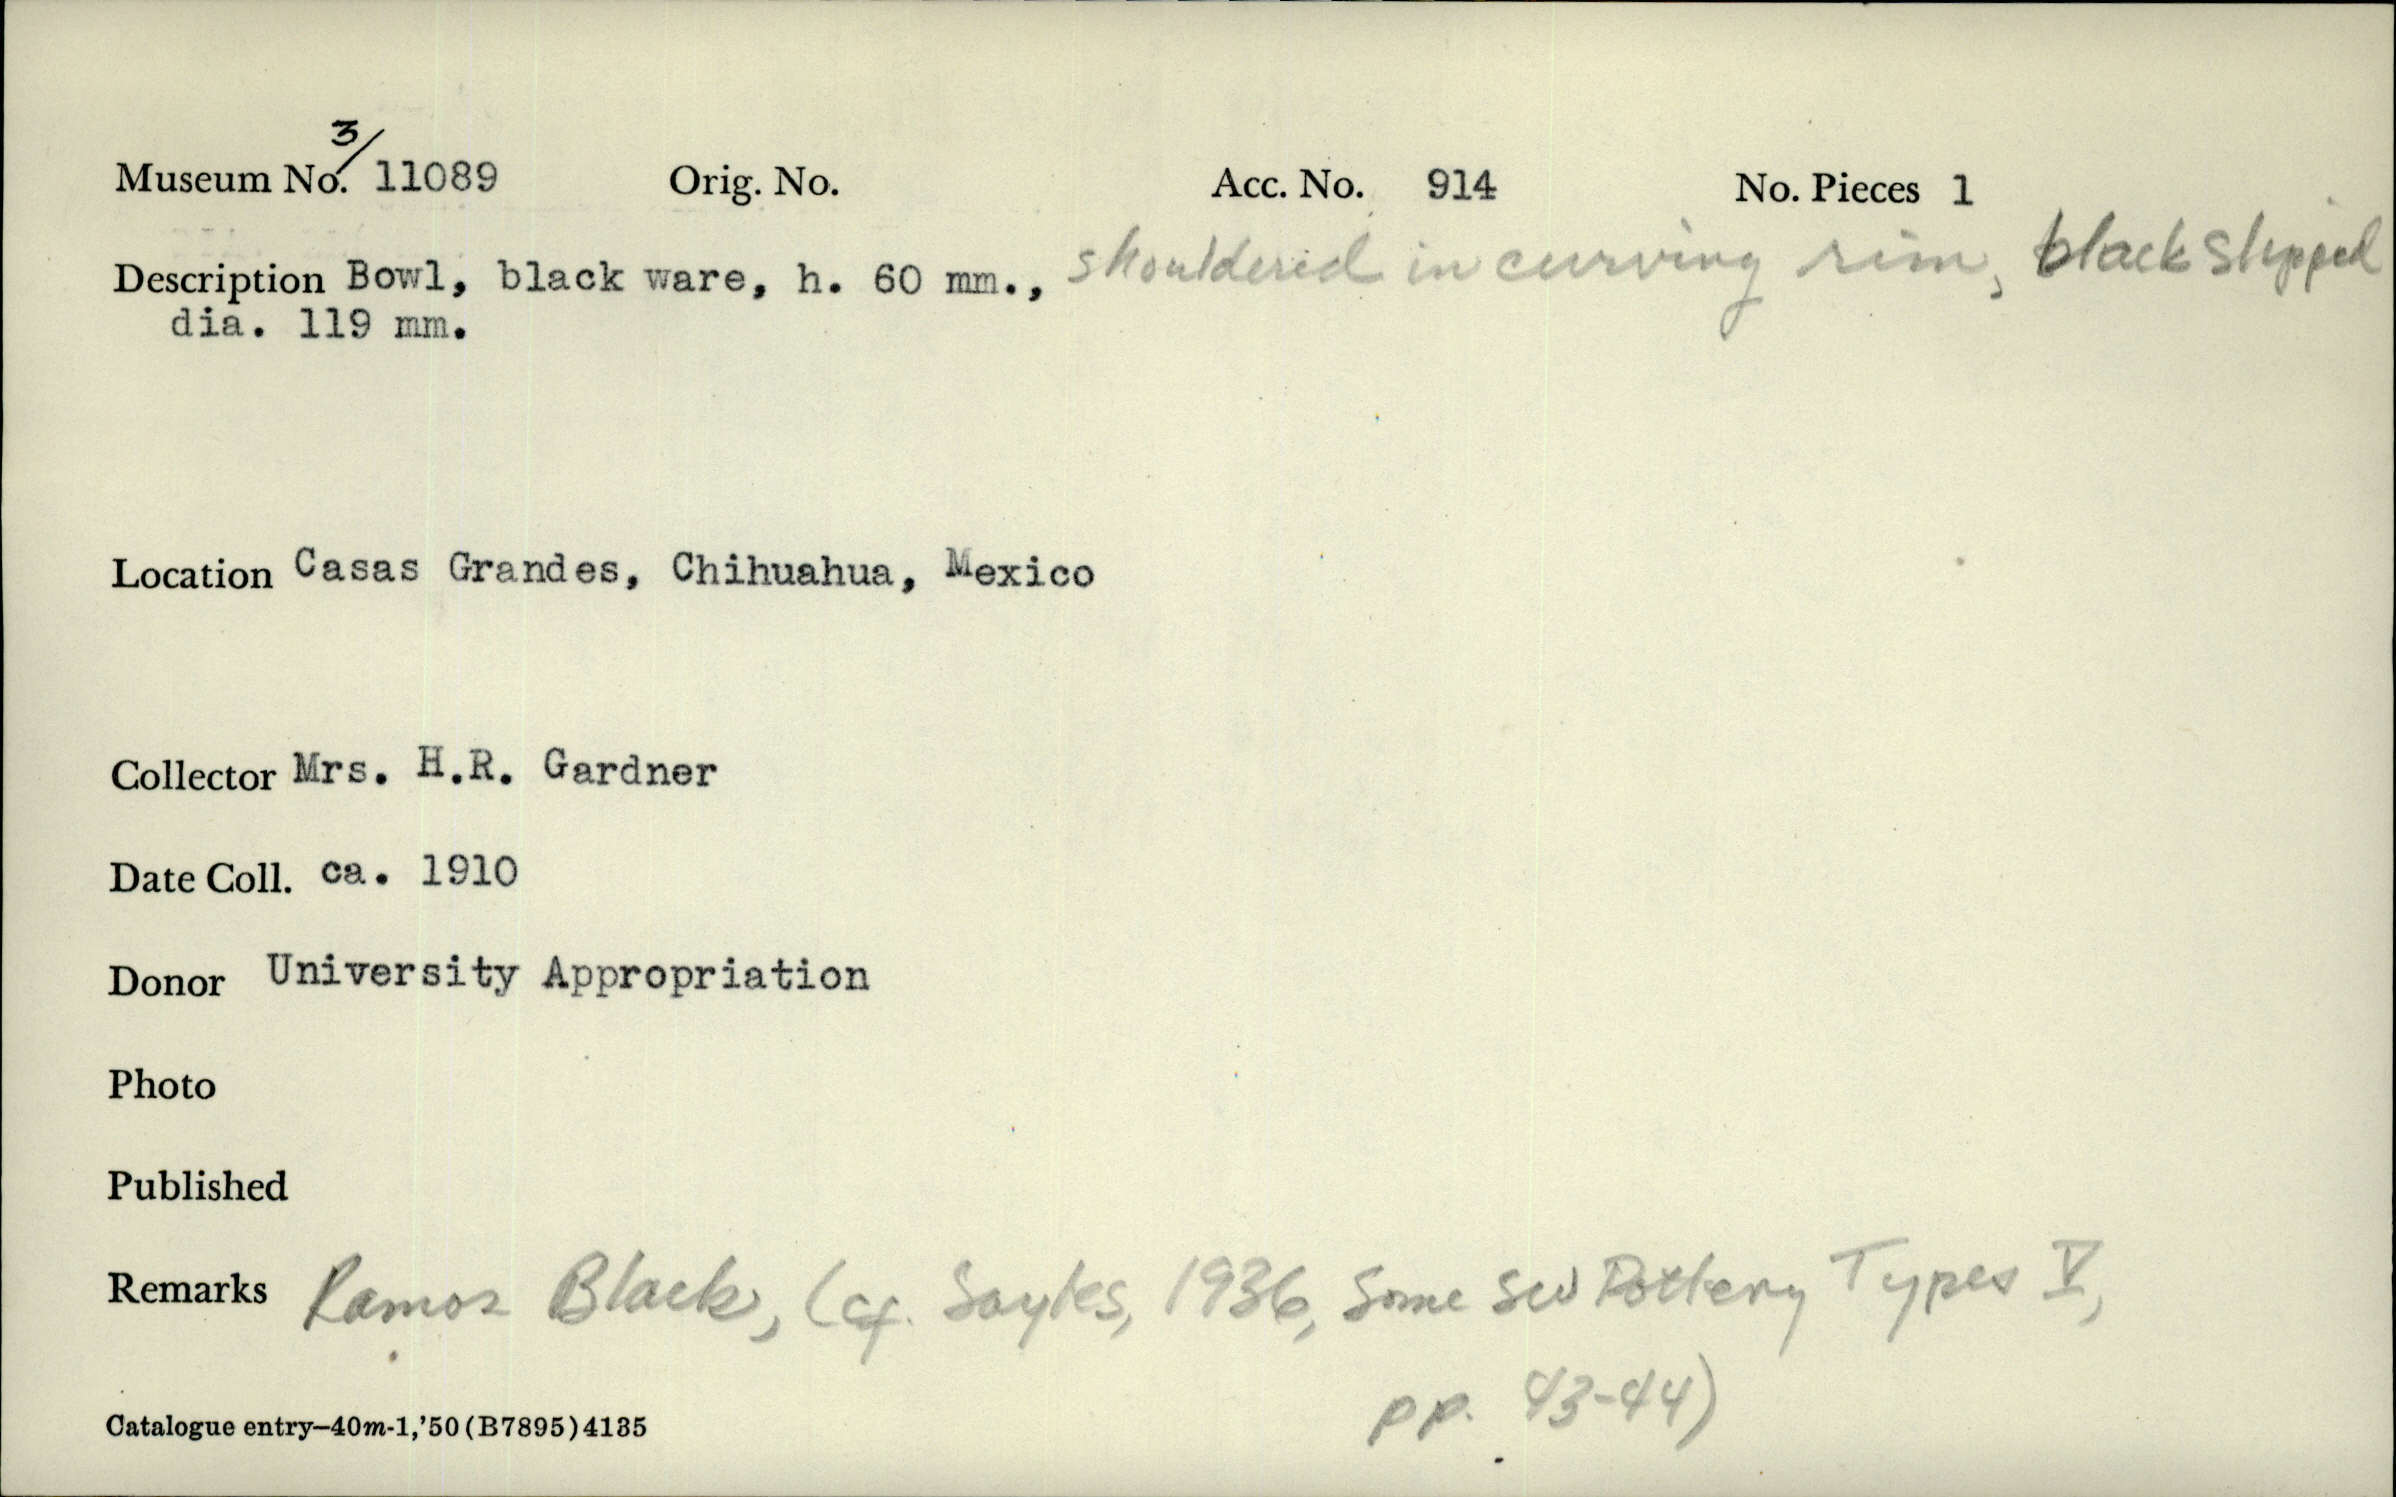 Museum No. 3/11089 Orig. No. Acc. No. 914 No. Pieces 1
Description Bowl, black ware, h. 60 mm., shouldered in curving rim, black slipped
dia. 119 mm.
Location Casas Grandes, Chihuahua, Mexico
Collector Mrs. H.R. Gardner
Date Coll. ca. 1910
Donor University Appropriation
Photo
Published
Remarks Ramos Black, (cf. Sayles, 1936, Some SW Pottery Types V,
pp. 43-44)
Catalogue entry—40m-1,'50 (B7895) 4135